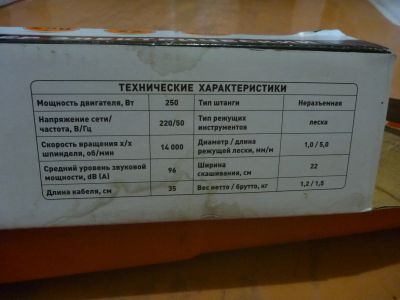 ТЕХНИЧЕСКИЕ ХАРАКТЕРИСТИКИ
Мощность двигателя, Вт 250 Тип штанги Неразъемная
Напряжение сети/ 220/50 Тип режущих леска
частота, В/Гц инструментов
Скорость вращения х/х 14 000 Диаметр / длина 1,0 / 5,0
шпинделя, об/мин режущей лески, мм/м
Средний уровень звуковой 96 Ширина 22
мощности, dB (A) скашивания, см
Длина кабеля, см 35 Вес нетто / брутто, кг 1,2 / 1,5